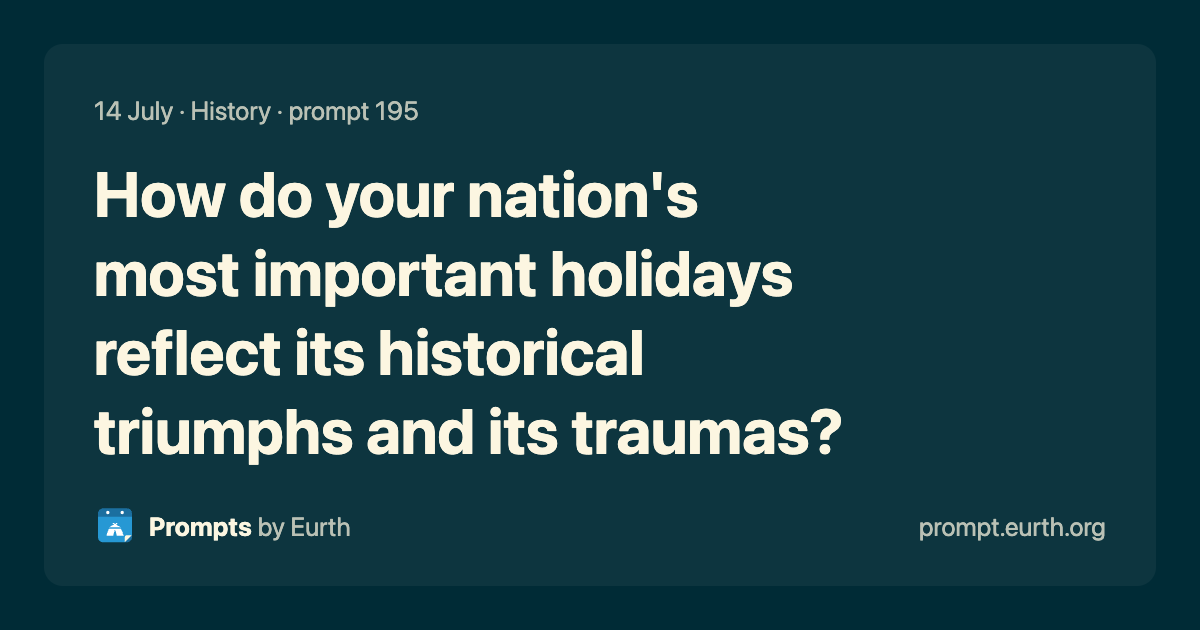 14 July · History · prompt 195
How do your nation's
most important holidays
reflect its historical
triumphs and its traumas?
Prompts by Eurth
prompt.eurth.org